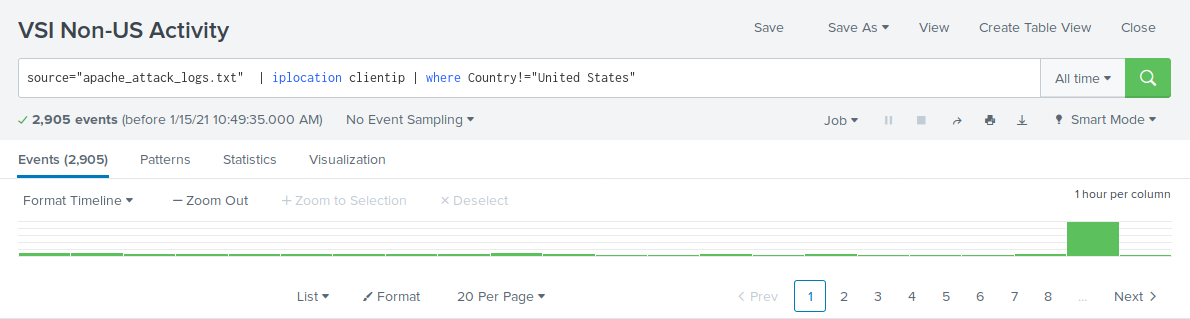 VSI Non-US Activity
Save Save As View Create Table View Close
source="apache_attack_logs.txt"  | iplocation clientip | where Country!="United States"
All time
2,905 events (before 1/15/21 10:49:35.000 AM) No Event Sampling
Job Smart Mode
Events (2,905) Patterns Statistics Visualization
Format Timeline — Zoom Out + Zoom to Selection × Deselect
1 hour per column
List Format 20 Per Page
< Prev 1 2 3 4 5 6 7 8 ... Next >